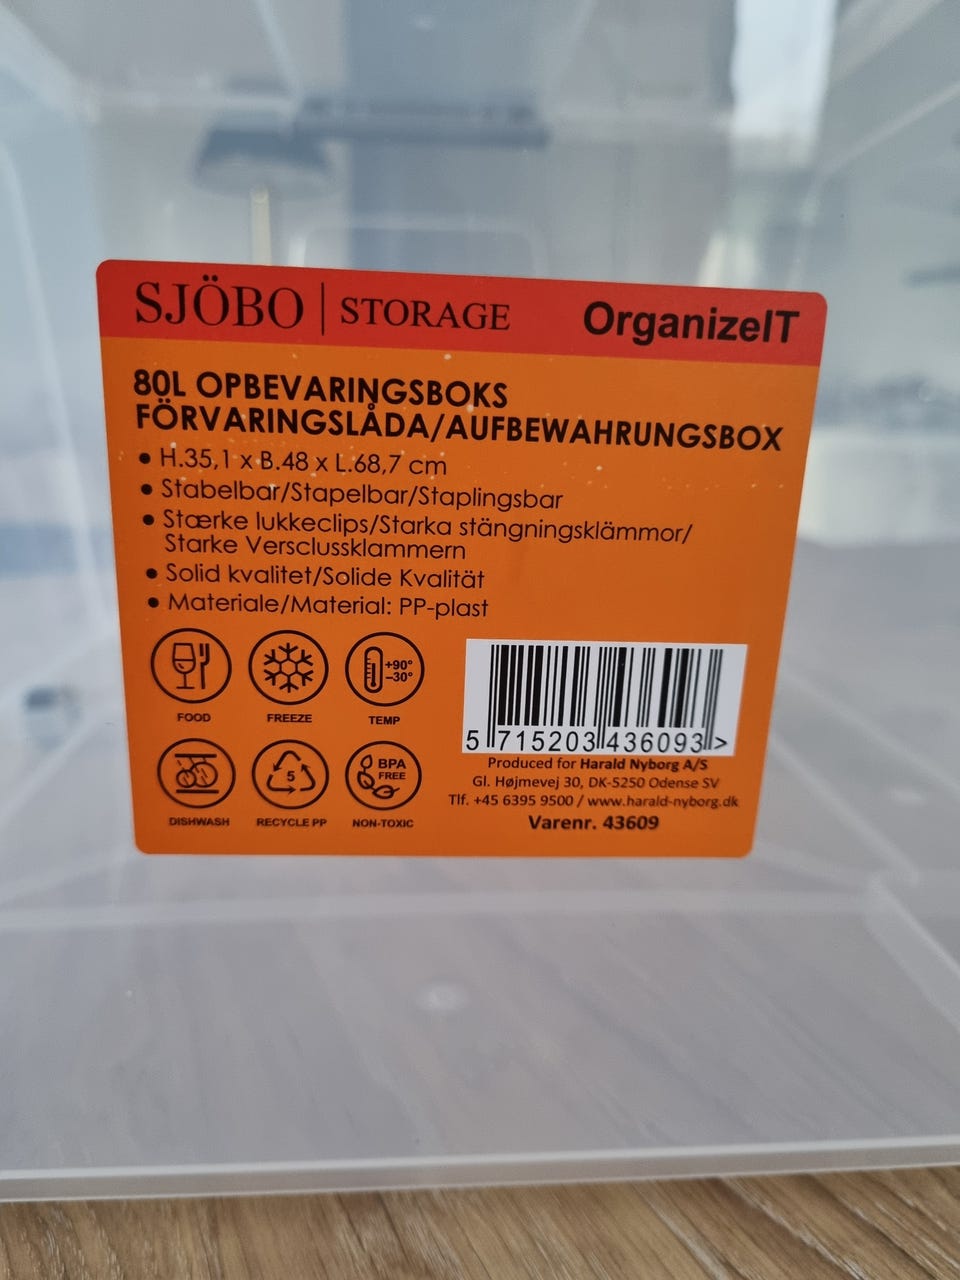 SJÖBO | STORAGE OrganizeIT
80L OPBEVARINGSBOKS
FÖRVARINGSLÅDA/AUFBEWAHRUNGSBOX
• H.35,1 x B.48 x L.68,7 cm
• Stabelbar/Stapelbar/Staplingsbar
• Stærke lukkeclips/Starka stängningsklämmor/
Starke Versclussklammern
• Solid kvalitet/Solide Kvalität
• Materiale/Material: PP-plast
+90°
-30°
FOOD FREEZE TEMP
5
BPA
FREE
DISHWASH RECYCLE PP NON-TOXIC
5 715203 436093 >
Produced for Harald Nyborg A/S
Gl. Højmevej 30, DK-5250 Odense SV
Tlf. +45 6395 9500 / www.harald-nyborg.dk
Varenr. 43609